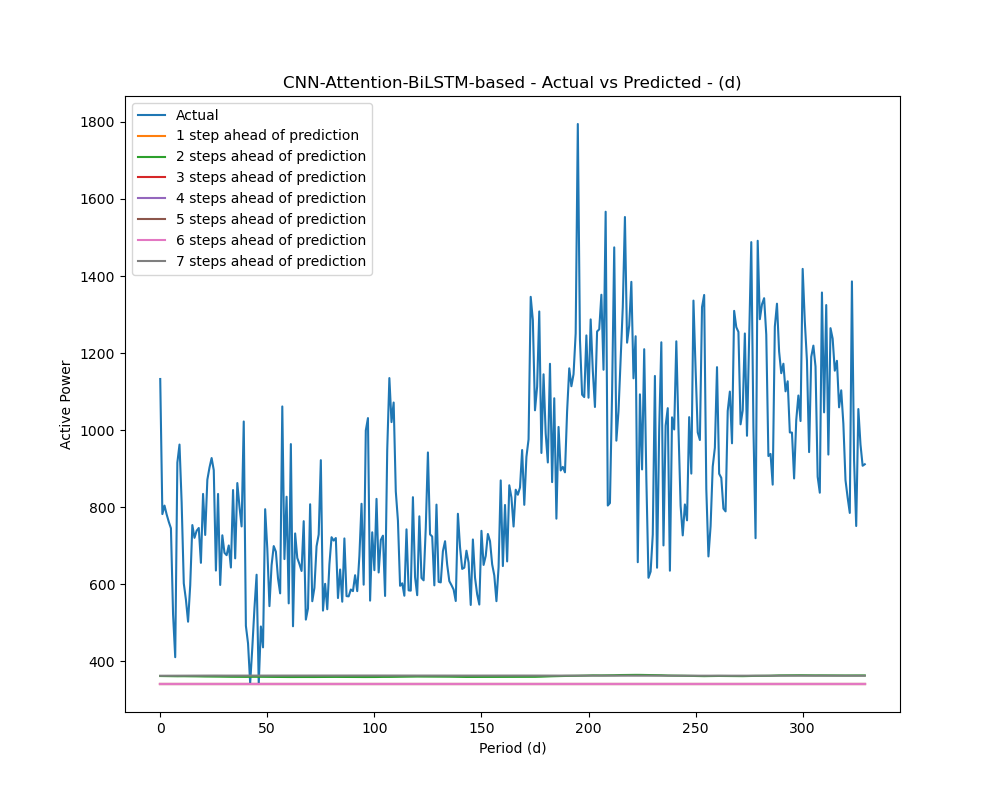 CNN-Attention-BiLSTM-based - Actual vs Predicted - (d)
Actual
1 step ahead of prediction
2 steps ahead of prediction
3 steps ahead of prediction
4 steps ahead of prediction
5 steps ahead of prediction
6 steps ahead of prediction
7 steps ahead of prediction
Active Power
1800
1600
1400
1200
1000
800
600
400
0 50 100 150 200 250 300
Period (d)